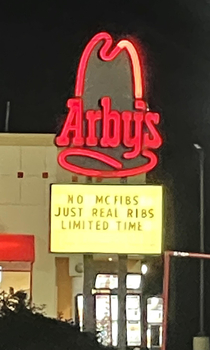 Arby's
NO MCFIBS
JUST REAL RIBS
LIMITED TIME